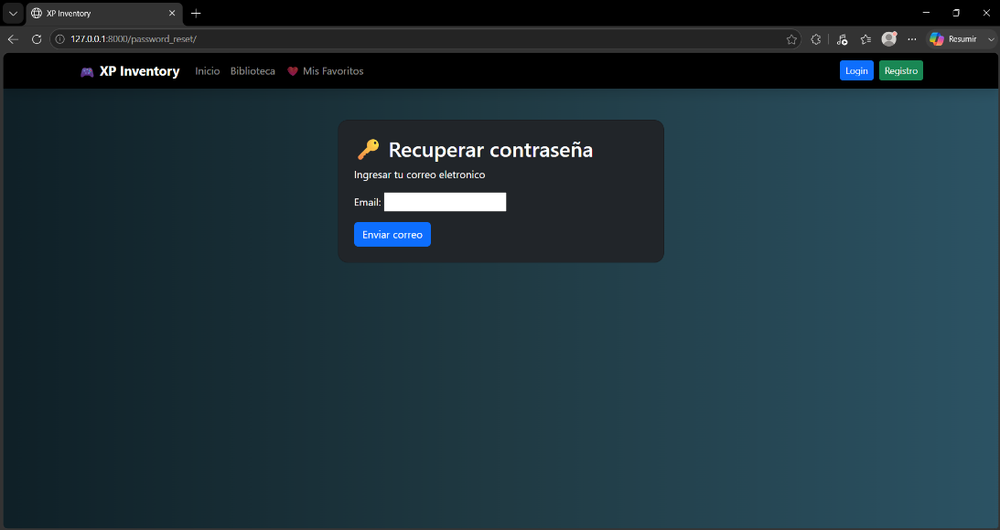 XP Inventory
127.0.0.1:8000/password_reset/
Resumir
XP Inventory Inicio Biblioteca Mis Favoritos Login Registro
Recuperar contraseña
Ingresar tu correo eletronico
Email:
Enviar correo